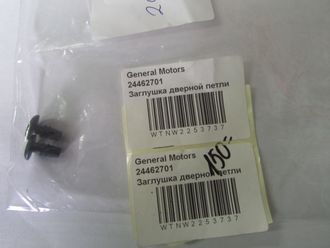 General Motors
24462701
Заглушка дверной петли
WTNW2253737
General Motors
24462701
Заглушка дверной петли
WTNW2253737
150